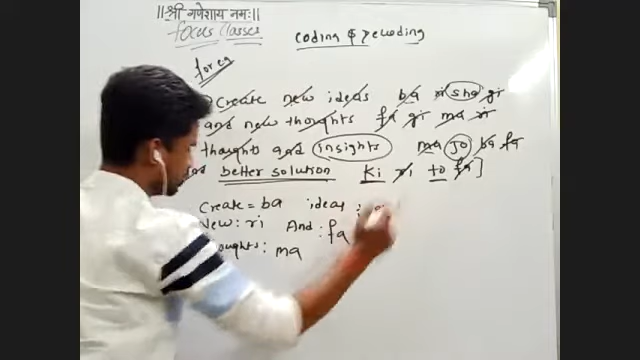 ||श्री गणेशाय नमः||
focus Classes
coding & Decoding
for eg
Create new ideas ba ri sha gi
and new thoughts fa gi ma ri
thoughts and insights ma Jo ba fa
and better solution Ki ri to fa]
Create = ba ideas :
New: ri And : fa
thoughts: ma